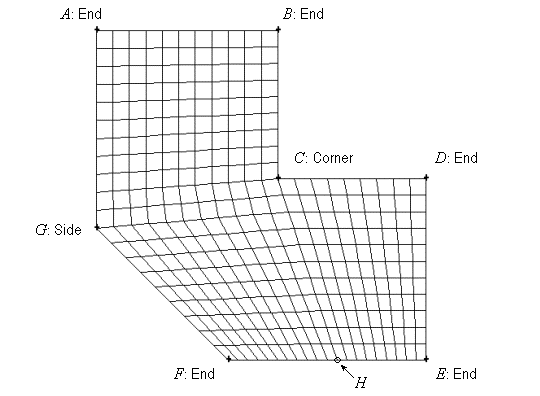 A: End
B: End
C: Corner
D: End
G: Side
F: End
E: End
H